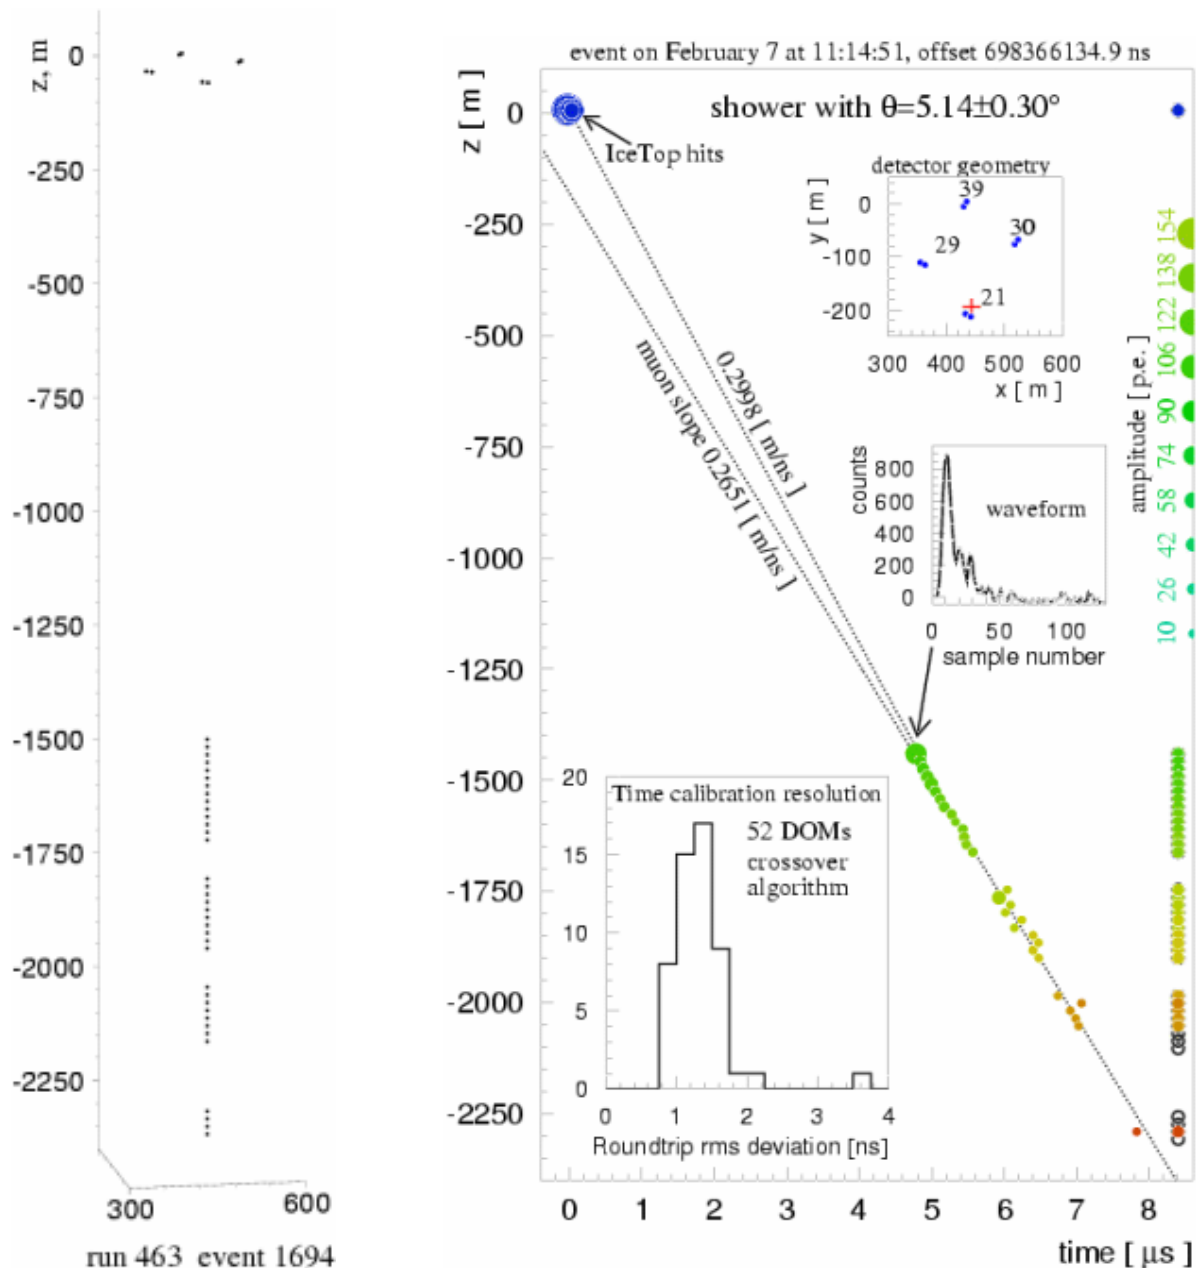 z, m
0
-250
-500
-750
-1000
-1250
-1500
-1750
-2000
-2250
300
600
run 463 event 1694
event on February 7 at 11:14:51, offset 698366134.9 ns
z [ m ]
0
-250
-500
-750
-1000
-1250
-1500
-1750
-2000
-2250
shower with θ=5.14±0.30°
IceTop hits
detector geometry
y [ m ]
0
-100
-200
39
30
29
21
300 400 500 600
x [ m ]
0.2998 [ m/ns ]
muon slope 0.2651 [ m/ns ]
amplitude [ p.e. ]
154
138
122
106
90
74
58
42
26
10
counts
800
600
400
200
0
waveform
0 50 100
sample number
20
15
10
5
0
Time calibration resolution
52 DOMs
crossover
algorithm
0 1 2 3 4
Roundtrip rms deviation [ns]
0 1 2 3 4 5 6 7 8
time [ μs ]